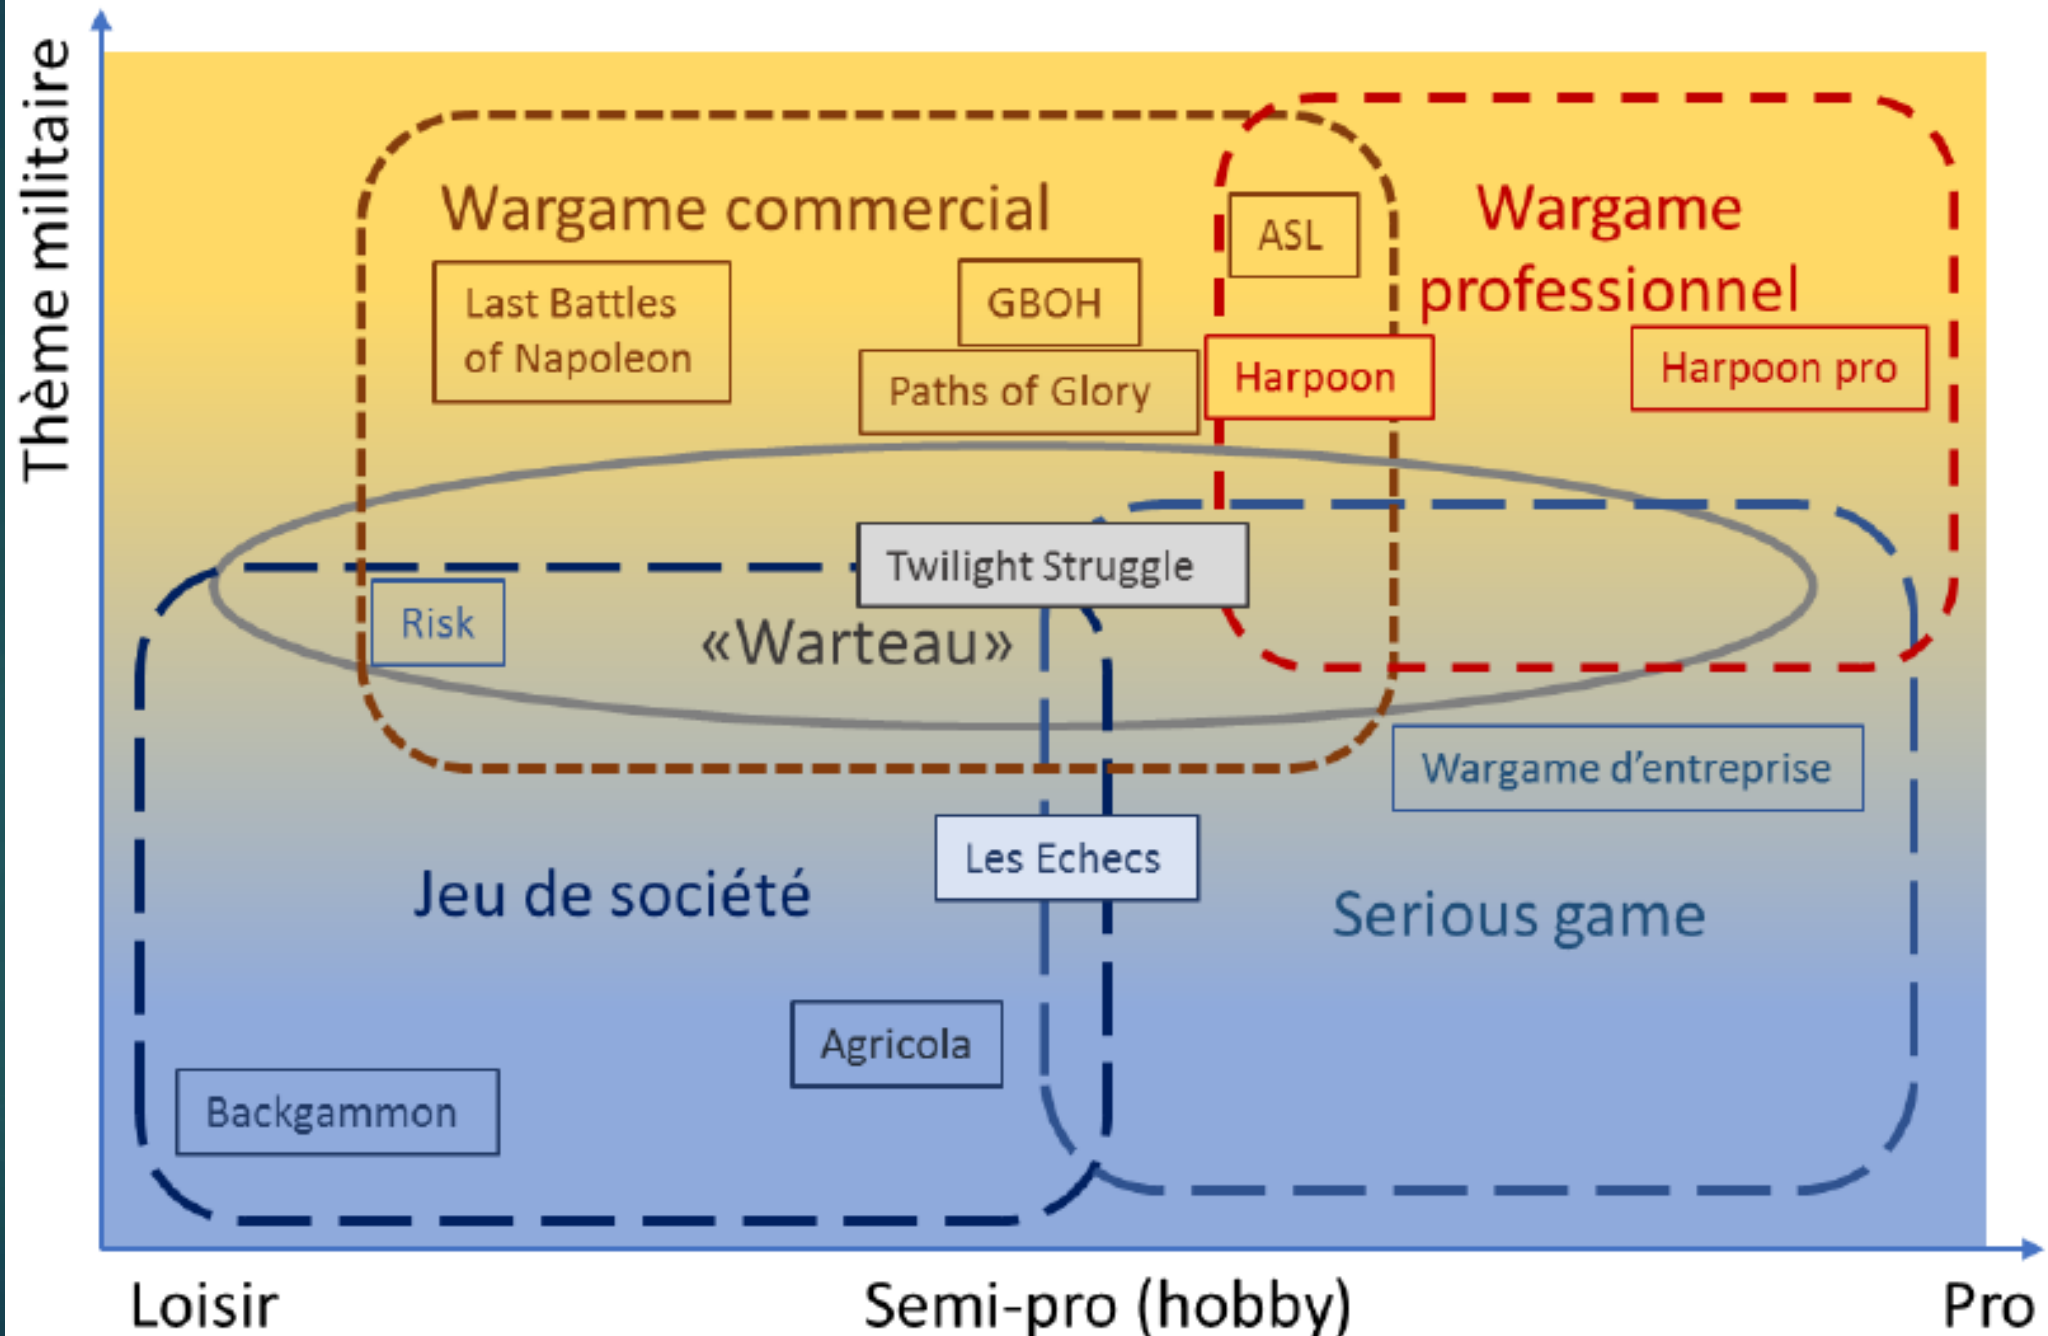 Thème militaire
Wargame commercial
Wargame
professionnel
ASL
Last Battles
of Napoleon
GBOH
Paths of Glory
Harpoon
Harpoon pro
Twilight Struggle
Risk
«Warteau»
Wargame d’entreprise
Les Echecs
Jeu de société
Serious game
Agricola
Backgammon
Loisir
Semi-pro (hobby)
Pro